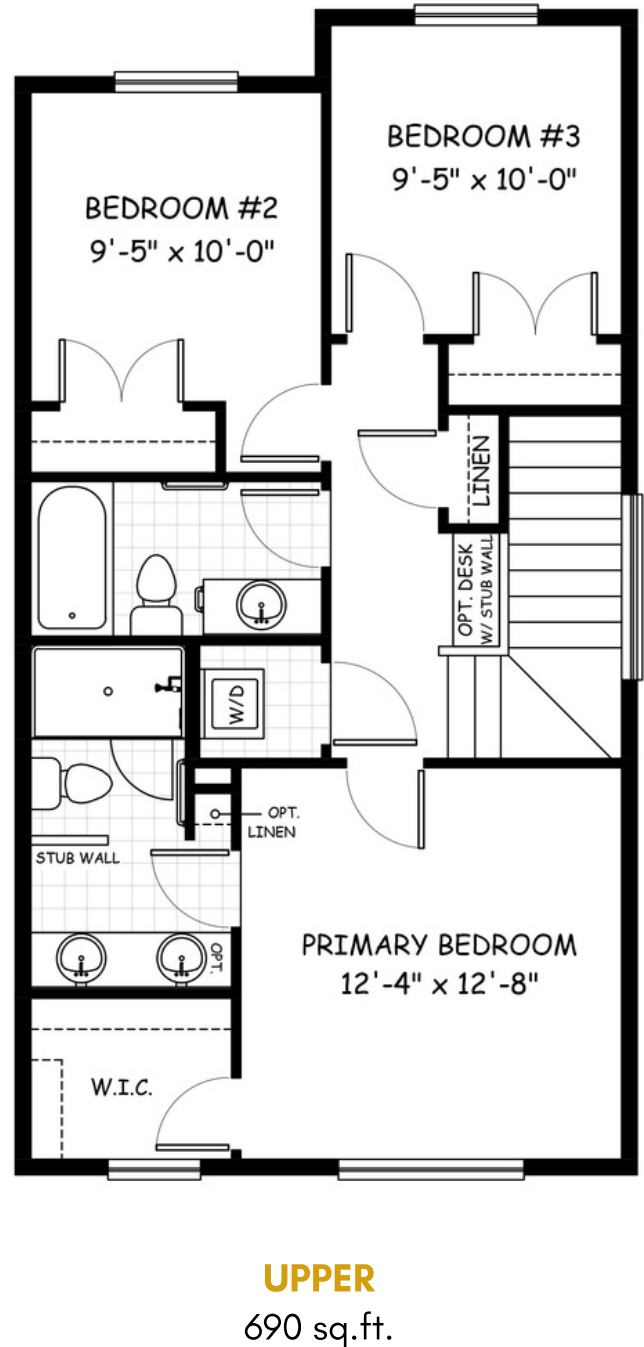 BEDROOM #3
9'-5" x 10'-0"
BEDROOM #2
9'-5" x 10'-0"
LINEN
OPT. DESK
W/ STUB WALL
W/D
OPT.
LINEN
STUB WALL
OPT.
PRIMARY BEDROOM
12'-4" x 12'-8"
W.I.C.
UPPER
690 sq.ft.